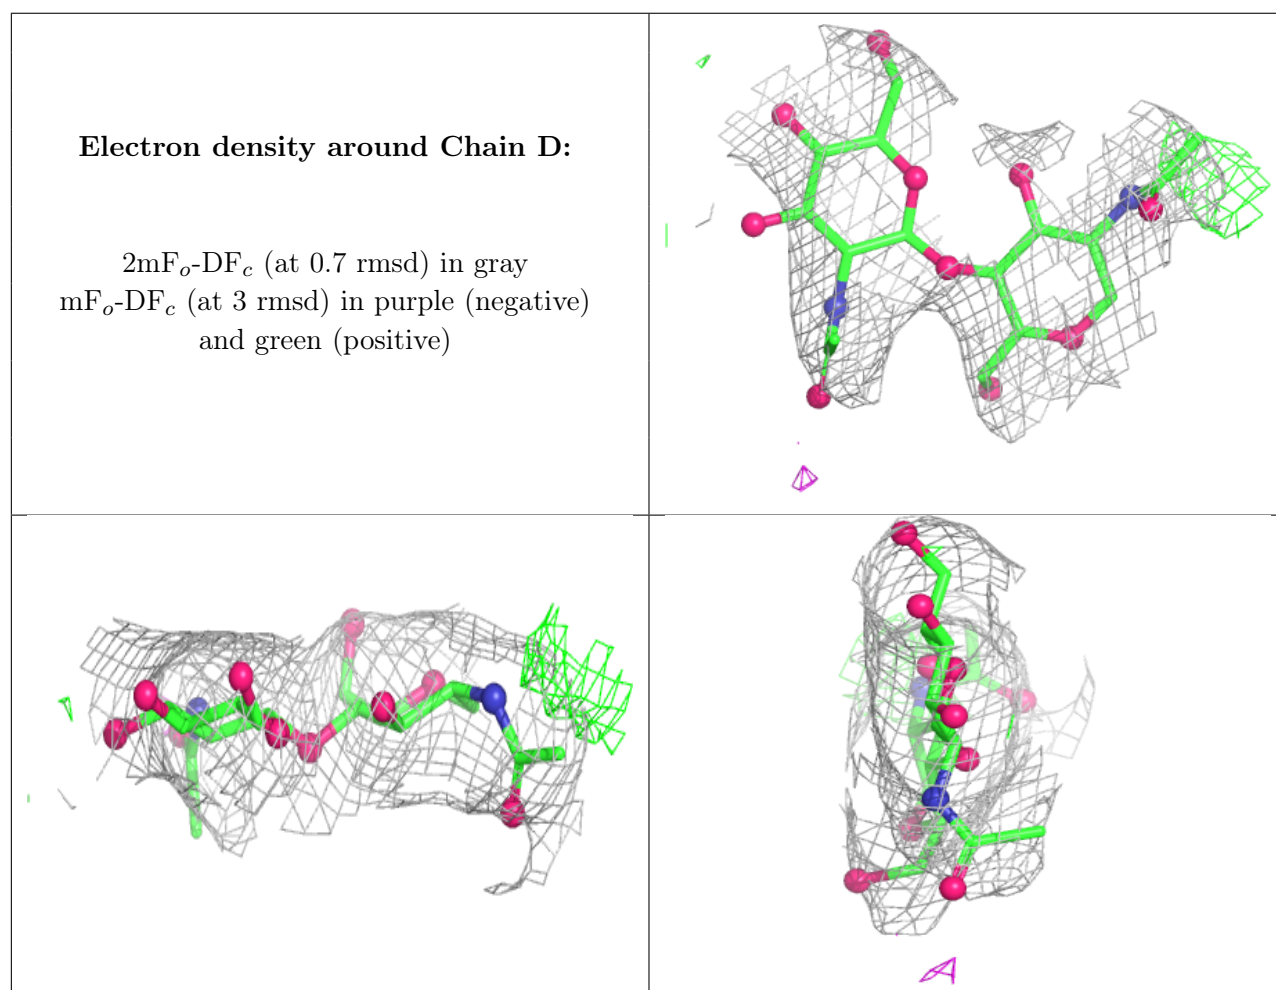 Electron density around Chain D:
2mFₒ-DF𝒸 (at 0.7 rmsd) in gray
mFₒ-DF𝒸 (at 3 rmsd) in purple (negative)
and green (positive)